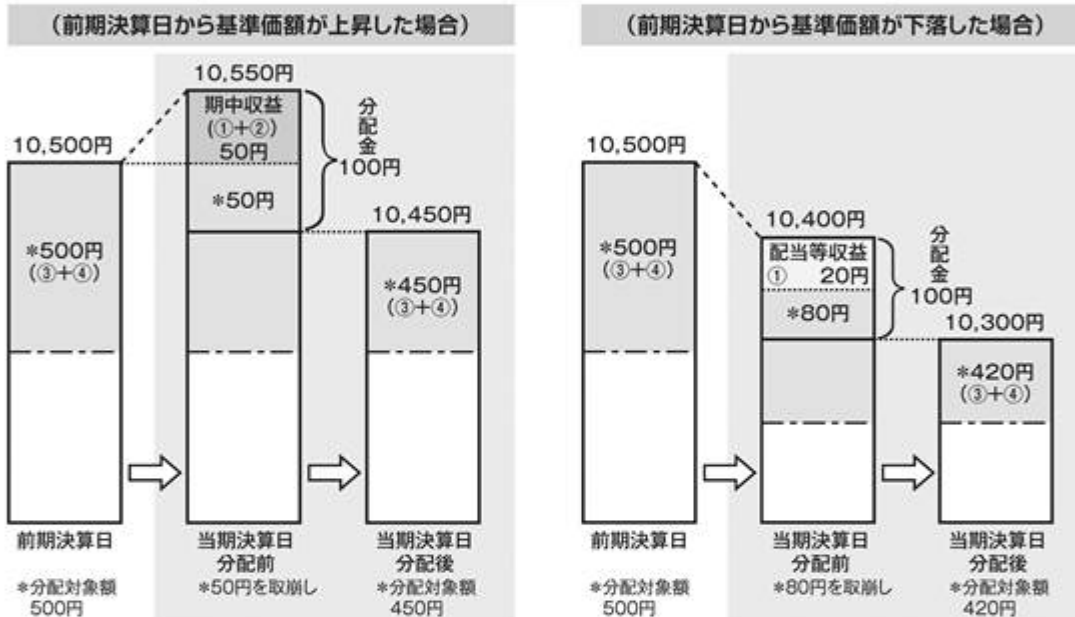 （前期決算日から基準価額が上昇した場合）
10,550円
期中収益
(①+②)
50円
*50円
分配金
100円
10,500円
*500円
(③+④)
10,450円
*450円
(③+④)
前期決算日
*分配対象額
500円
当期決算日
分配前
*50円を取崩し
当期決算日
分配後
*分配対象額
450円
（前期決算日から基準価額が下落した場合）
10,500円
*500円
(③+④)
10,400円
配当等収益
① 20円
*80円
分配金
100円
10,300円
*420円
(③+④)
前期決算日
*分配対象額
500円
当期決算日
分配前
*80円を取崩し
当期決算日
分配後
*分配対象額
420円